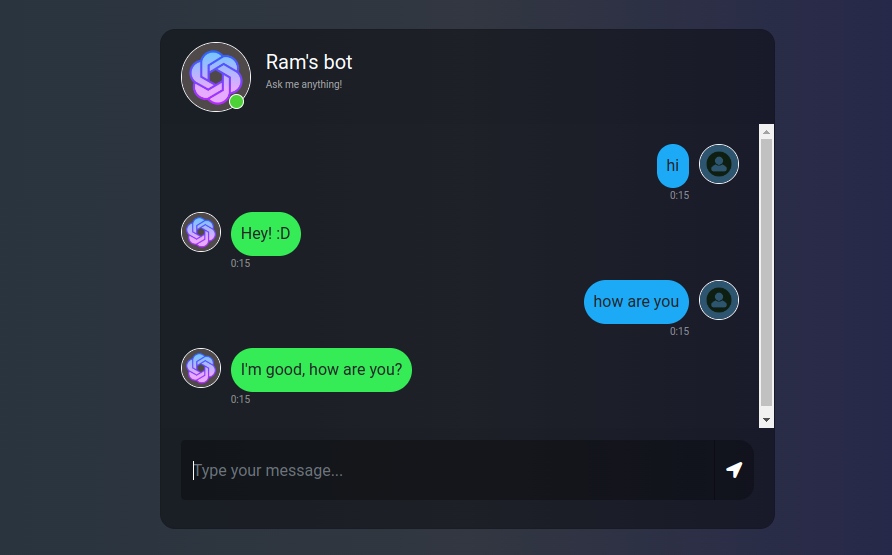 Ram's bot
Ask me anything!
hi
0:15
Hey! :D
0:15
how are you
0:15
I'm good, how are you?
0:15
Type your message...